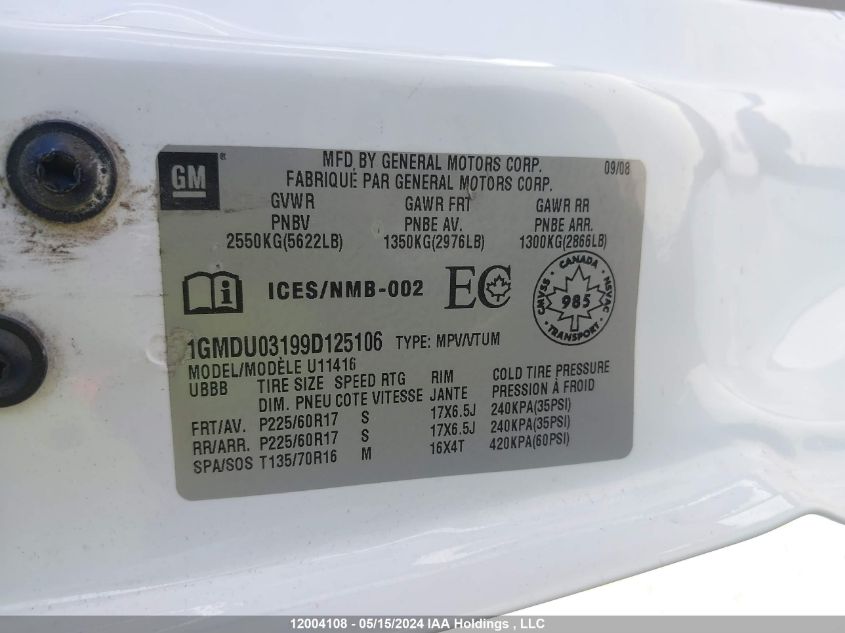 GM®
MFD BY GENERAL MOTORS CORP. 09/08
FABRIQUÉ PAR GENERAL MOTORS CORP.
GVWR GAWR FRT GAWR RR
PNBV PNBE AV. PNBE ARR.
2550KG(5622LB) 1350KG(2976LB) 1300KG(2866LB)
i ICES/NMB-002 EC CANADA CMVSS 985 NSVAC TRANSPORT
1GMDU03199D125106 TYPE: MPV/VTUM
MODEL/MODÈLE U11416
UBBB TIRE SIZE SPEED RTG RIM COLD TIRE PRESSURE
DIM. PNEU COTE VITESSE JANTE PRESSION À FROID
FRT/AV. P225/60R17 S 17X6.5J 240KPA(35PSI)
RR/ARR. P225/60R17 S 17X6.5J 240KPA(35PSI)
SPA/SOS T135/70R16 M 16X4T 420KPA(60PSI)
12004108 - 05/15/2024 IAA Holdings, LLC